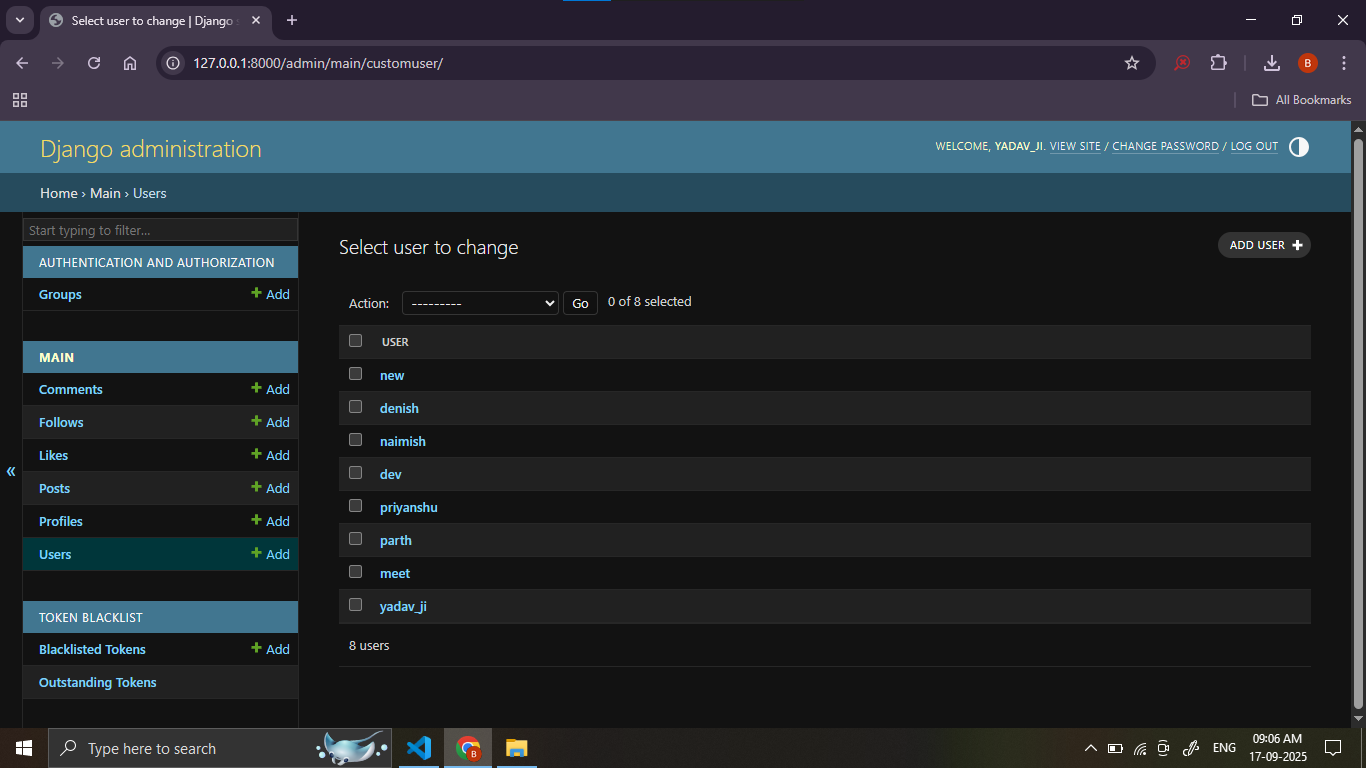 Select user to change | Django s
127.0.0.1:8000/admin/main/customuser/
B
All Bookmarks
Django administration
WELCOME, YADAV_JI. VIEW SITE / CHANGE PASSWORD / LOG OUT
Home › Main › Users
Start typing to filter...
AUTHENTICATION AND AUTHORIZATION
Groups Add
MAIN
Comments Add
Follows Add
Likes Add
Posts Add
Profiles Add
Users Add
TOKEN BLACKLIST
Blacklisted Tokens Add
Outstanding Tokens
«
Select user to change
ADD USER
Action: --------- Go 0 of 8 selected
USER
new
denish
naimish
dev
priyanshu
parth
meet
yadav_ji
8 users
Type here to search
B
ENG
09:06 AM
17-09-2025